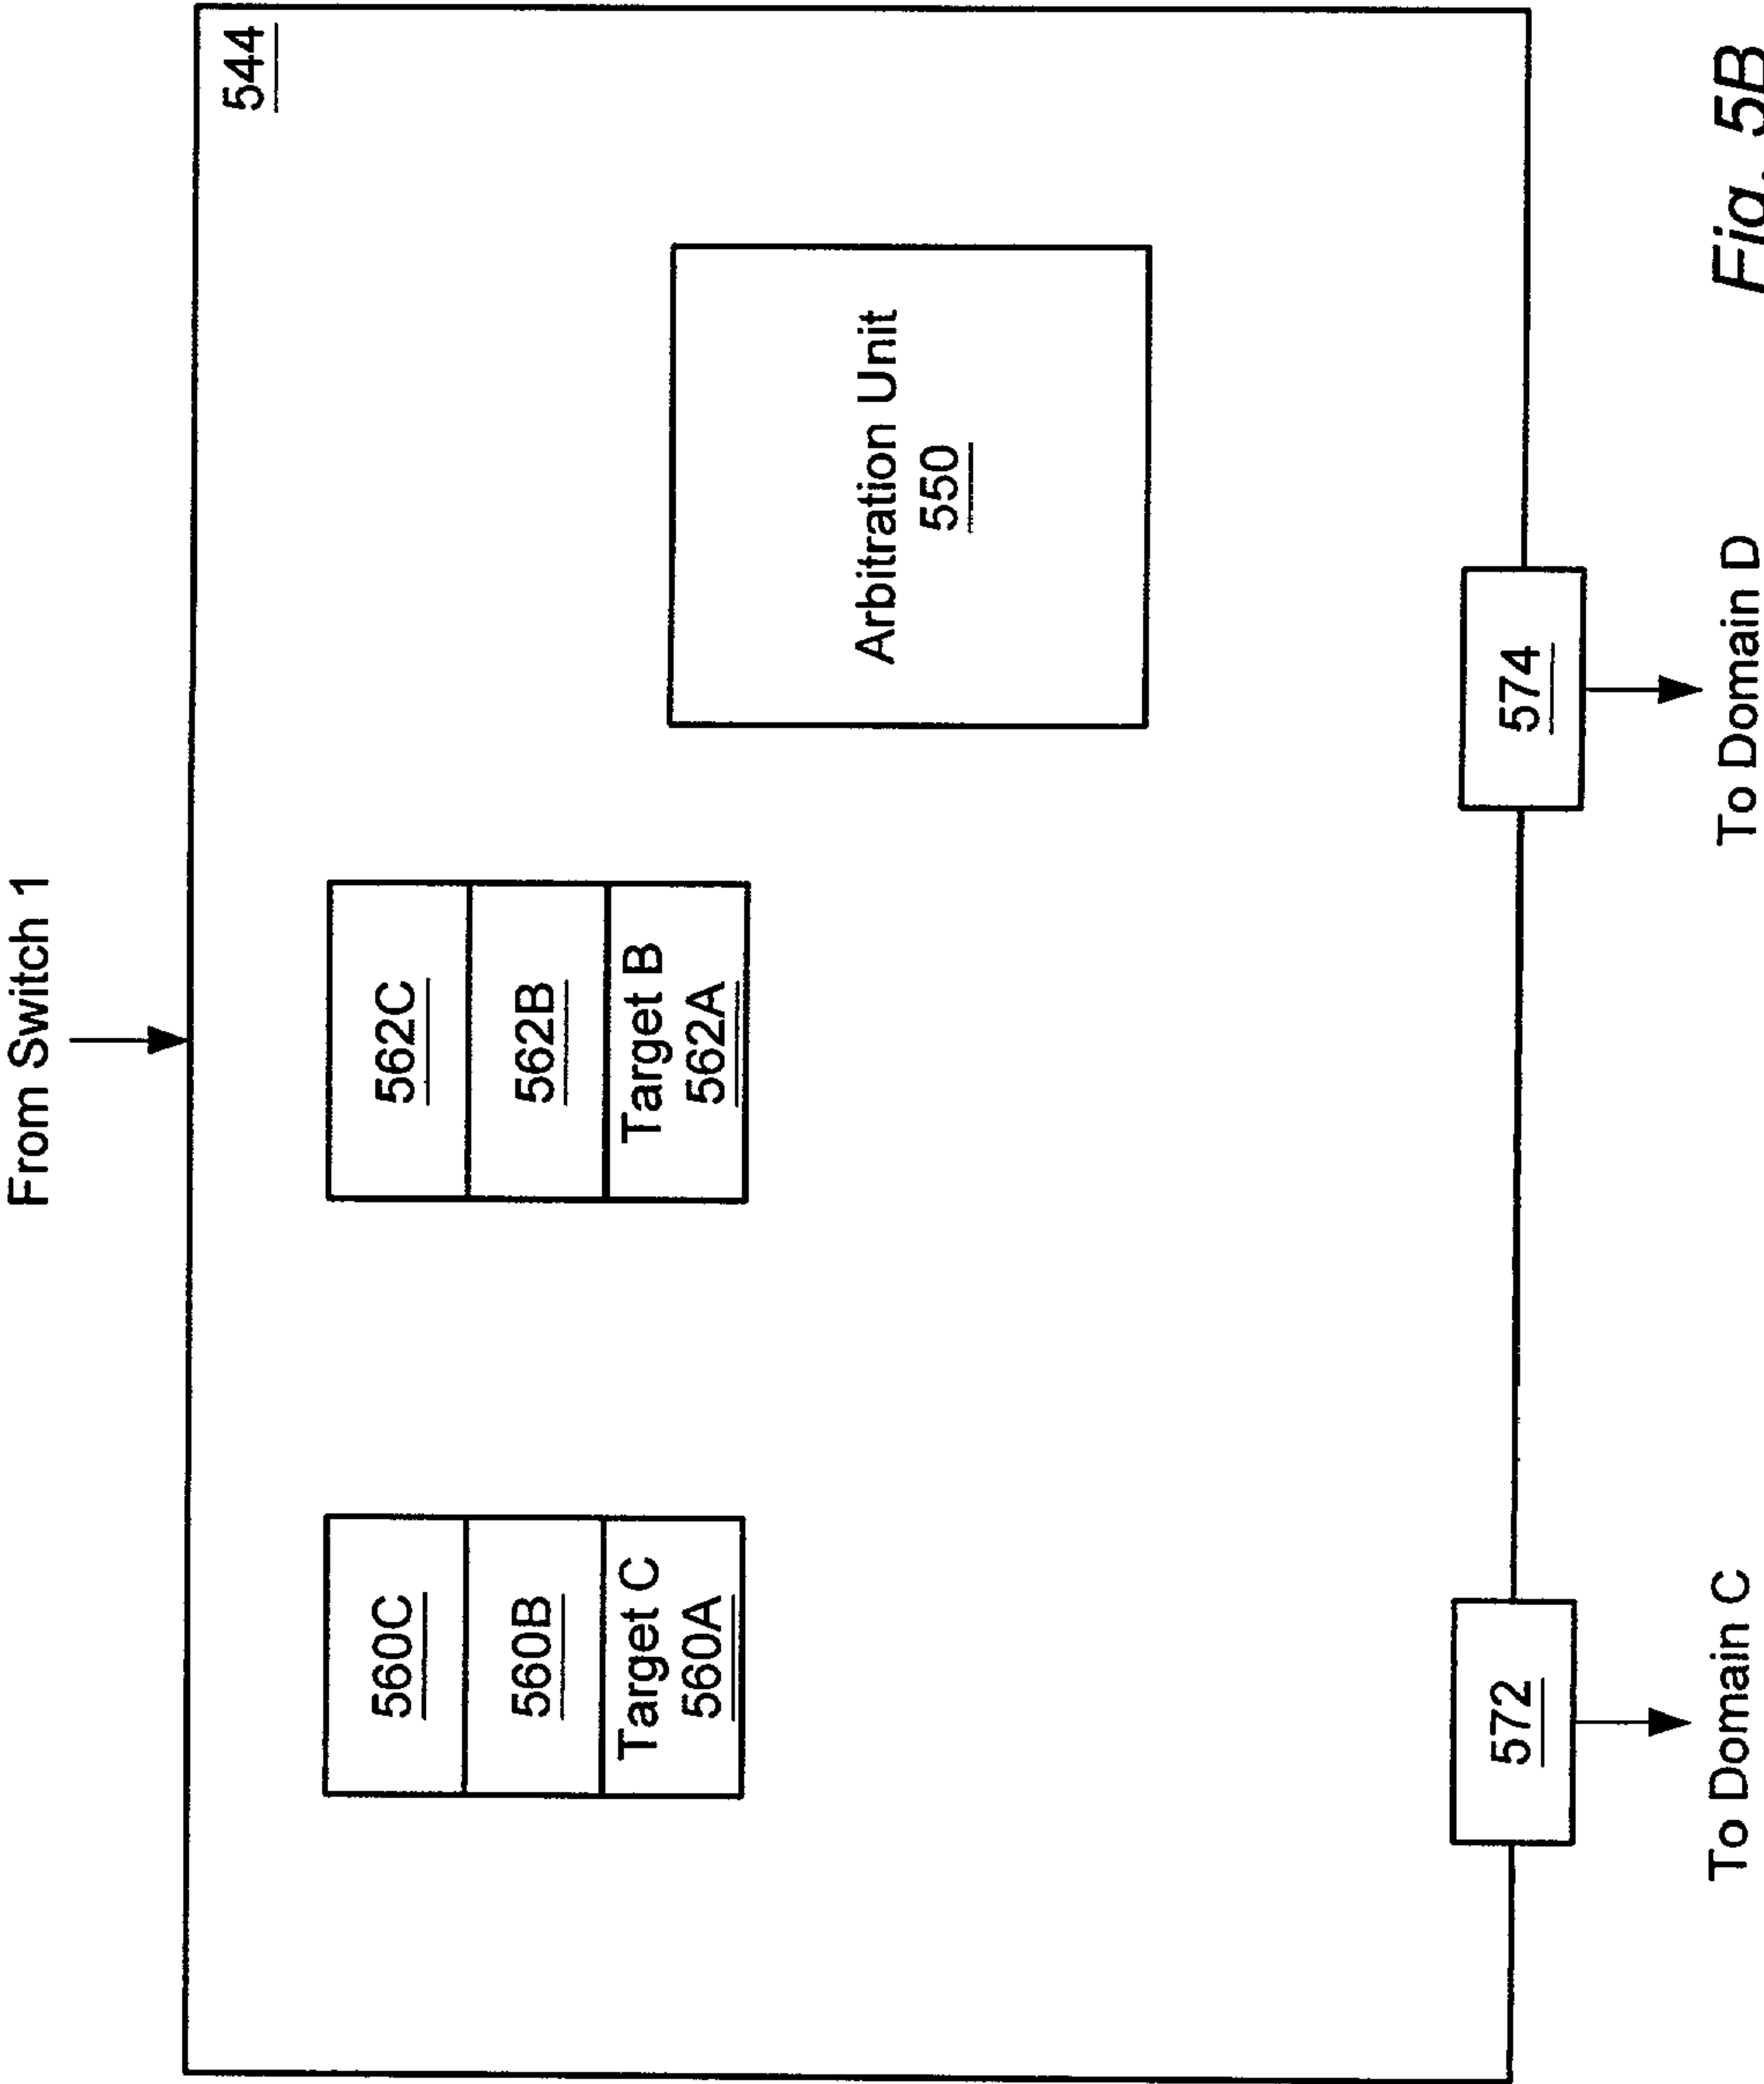 From Switch 1
544
560C
560B
Target C
560A
562C
562B
Target B
562A
Arbitration Unit
550
572
574
To Domain C
To Domain D
Fig. 5B